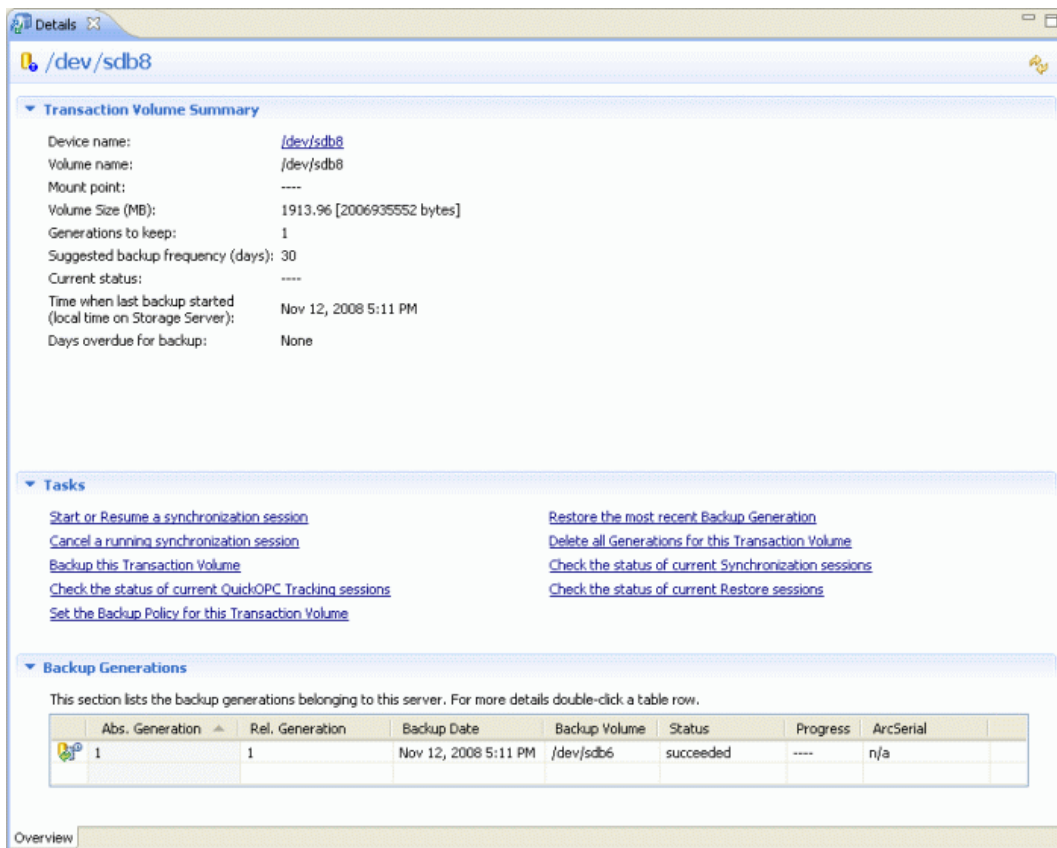 Details
/dev/sdb8
Transaction Volume Summary
Device name: /dev/sdb8
Volume name: /dev/sdb8
Mount point: ----
Volume Size (MB): 1913.96 [2006935552 bytes]
Generations to keep: 1
Suggested backup frequency (days): 30
Current status: ----
Time when last backup started
(local time on Storage Server): Nov 12, 2008 5:11 PM
Days overdue for backup: None
Tasks
Start or Resume a synchronization session Restore the most recent Backup Generation
Cancel a running synchronization session Delete all Generations for this Transaction Volume
Backup this Transaction Volume Check the status of current Synchronization sessions
Check the status of current QuickOPC Tracking sessions Check the status of current Restore sessions
Set the Backup Policy for this Transaction Volume
Backup Generations
This section lists the backup generations belonging to this server. For more details double-click a table row.
Abs. Generation Rel. Generation Backup Date Backup Volume Status Progress ArcSerial
1 1 Nov 12, 2008 5:11 PM /dev/sdb6 succeeded ---- n/a
Overview